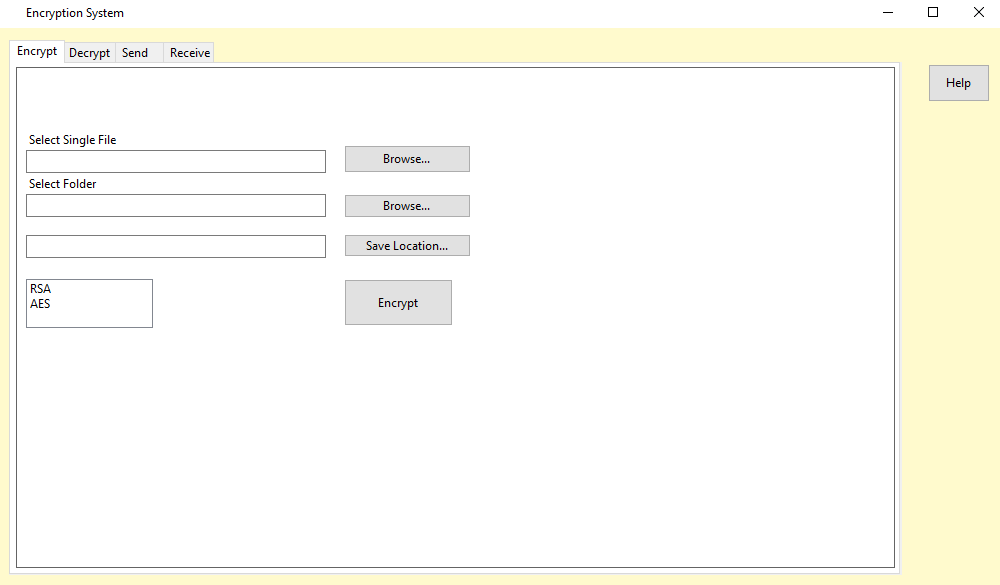 Encryption System
Encrypt Decrypt Send Receive
Help
Select Single File
Browse...
Select Folder
Browse...
Save Location...
RSA
AES
Encrypt